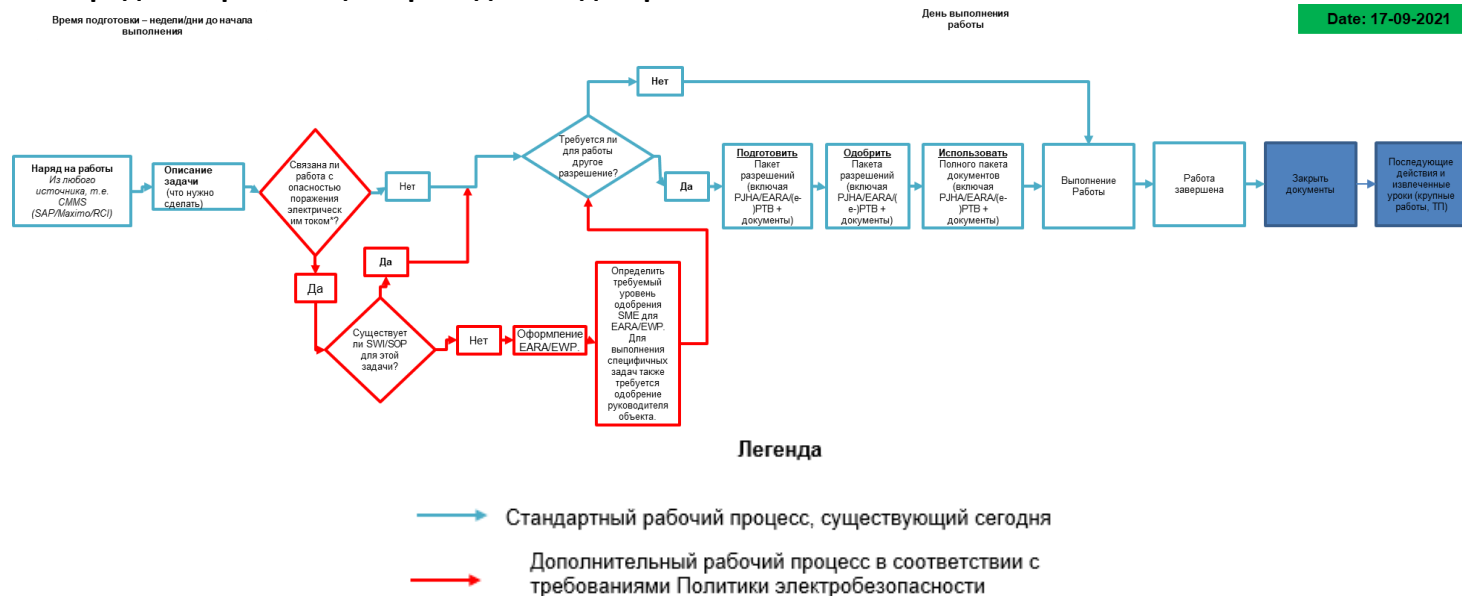 Время подготовки – недели/дни до начала
выполнения
День выполнения
работы
Date: 17-09-2021
Нет
Наряд на работы
Из любого
источника, т.е.
CMMS
(SAP/Maximo/RCI)
Описание
задачи
(что нужно
сделать)
Связана ли
работа с
опасностью
поражения
электрическ
им током*?
Нет
Требуется ли
для работы
другое
разрешение?
Да
Подготовить
Пакет
разрешений
(включая
PJHA/EARA/(e-
)PTB +
документы)
Одобрить
Пакета
разрешений
(включая
PJHA/EARA/(
e-)PTB +
документы)
Использовать
Полного пакета
документов
(включая
PJHA/EARA/(e-
)PTB +
документы)
Выполнение
Работы
Работа
завершена
Закрыть
документы
Последующие
действия и
извлеченные
уроки (крупные
работы, ТП)
Да
Да
Существует
ли SWI/SOP
для этой
задачи?
Нет
Оформление
EARA/EWP.
Определить
требуемый
уровень
одобрения
SME для
EARA/EWP.
Для
выполнения
специфичных
задач также
требуется
одобрение
руководителя
объекта.
Легенда
Стандартный рабочий процесс, существующий сегодня
Дополнительный рабочий процесс в соответствии с
требованиями Политики электробезопасности